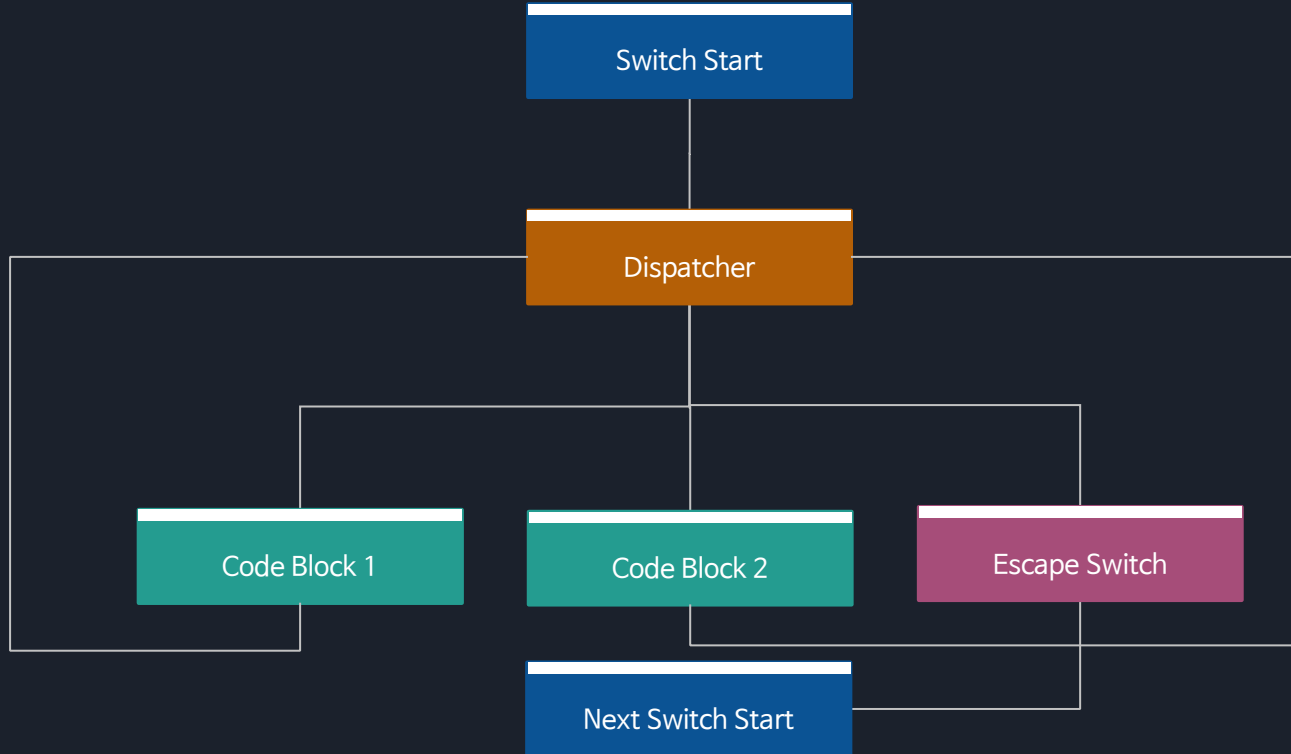 Switch Start
Dispatcher
Code Block 1
Code Block 2
Escape Switch
Next Switch Start